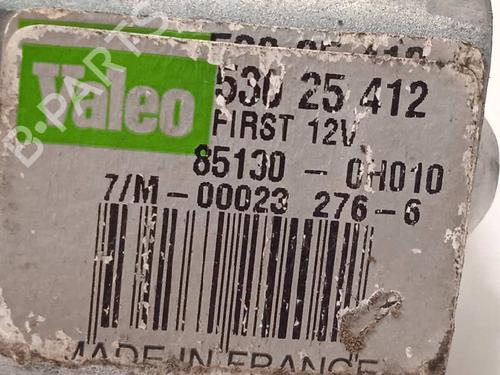 Valeo
530 25 412
FIRST 12V
85130 - 0H010
7/M-00023 276-6
MADE IN FRANCE
B-PARTS